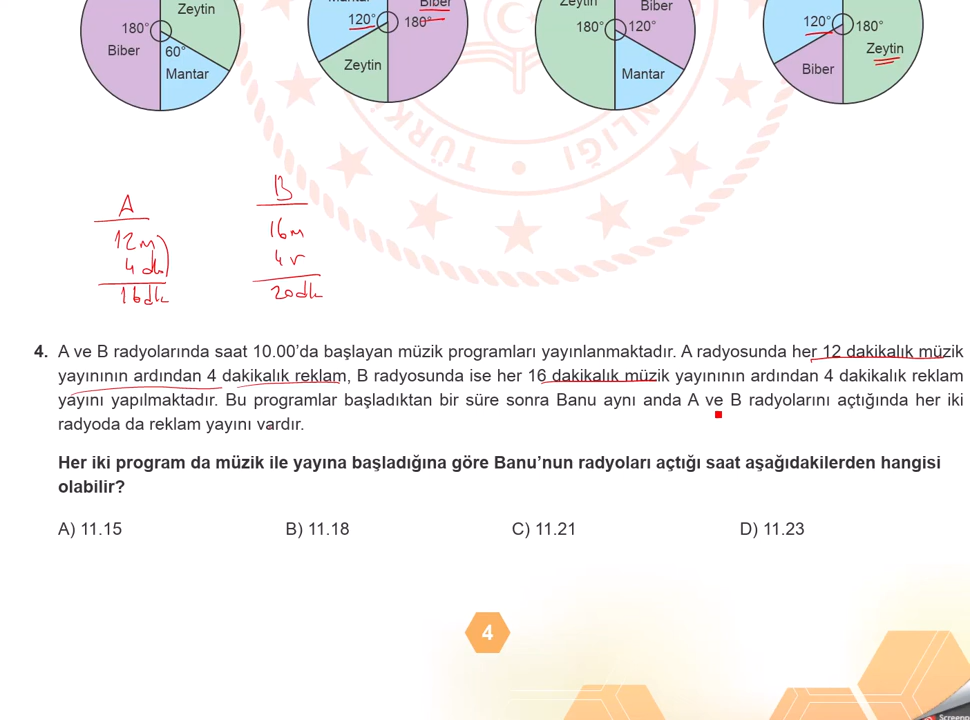 Zeytin
180°
Biber
60°
Mantar
120°
Biber
180°
Zeytin
Zeytin
180°
Biber
120°
Mantar
120°
180°
Zeytin
Biber
TÜRK
NLİĞİ
A
12m
4 dk
16dk
B
16m
4r
20dk
4. A ve B radyolarında saat 10.00’da başlayan müzik programları yayınlanmaktadır. A radyosunda her 12 dakikalık müzik
yayınının ardından 4 dakikalık reklam, B radyosunda ise her 16 dakikalık müzik yayınının ardından 4 dakikalık reklam
yayını yapılmaktadır. Bu programlar başladıktan bir süre sonra Banu aynı anda A ve B radyolarını açtığında her iki
radyoda da reklam yayını vardır.
Her iki program da müzik ile yayına başladığına göre Banu’nun radyoları açtığı saat aşağıdakilerden hangisi
olabilir?
A) 11.15 B) 11.18 C) 11.21 D) 11.23
4